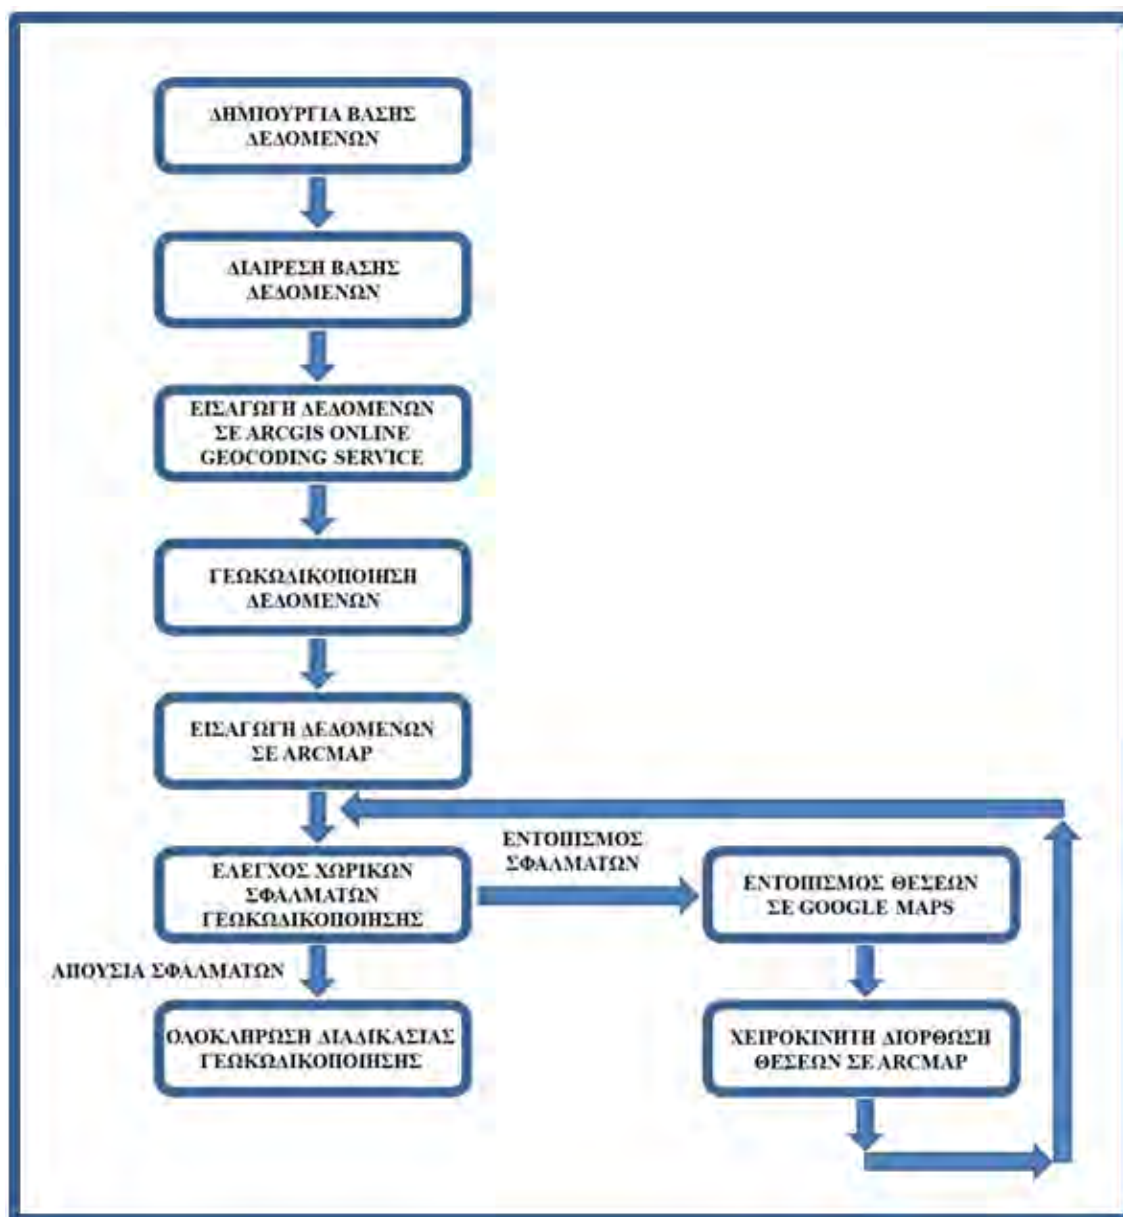 ΔΗΜΙΟΥΡΓΙΑ ΒΑΣΗΣ
ΔΕΔΟΜΕΝΩΝ
ΔΙΑΙΡΕΣΗ ΒΑΣΗΣ
ΔΕΔΟΜΕΝΩΝ
ΕΙΣΑΓΩΓΗ ΔΕΔΟΜΕΝΩΝ
ΣΕ ARCGIS ONLINE
GEOCODING SERVICE
ΓΕΩΚΩΔΙΚΟΠΟΙΗΣΗ
ΔΕΔΟΜΕΝΩΝ
ΕΙΣΑΓΩΓΗ ΔΕΔΟΜΕΝΩΝ
ΣΕ ARCMAP
ΕΛΕΓΧΟΣ ΧΩΡΙΚΩΝ
ΣΦΑΛΜΑΤΩΝ
ΓΕΩΚΩΔΙΚΟΠΟΙΗΣΗΣ
ΕΝΤΟΠΙΣΜΟΣ
ΣΦΑΛΜΑΤΩΝ
ΕΝΤΟΠΙΣΜΟΣ ΘΕΣΕΩΝ
ΣΕ GOOGLE MAPS
ΑΠΟΥΣΙΑ ΣΦΑΛΜΑΤΩΝ
ΟΛΟΚΛΗΡΩΣΗ ΔΙΑΔΙΚΑΣΙΑΣ
ΓΕΩΚΩΔΙΚΟΠΟΙΗΣΗΣ
ΧΕΙΡΟΚΙΝΗΤΗ ΔΙΟΡΘΩΣΗ
ΘΕΣΕΩΝ ΣΕ ARCMAP